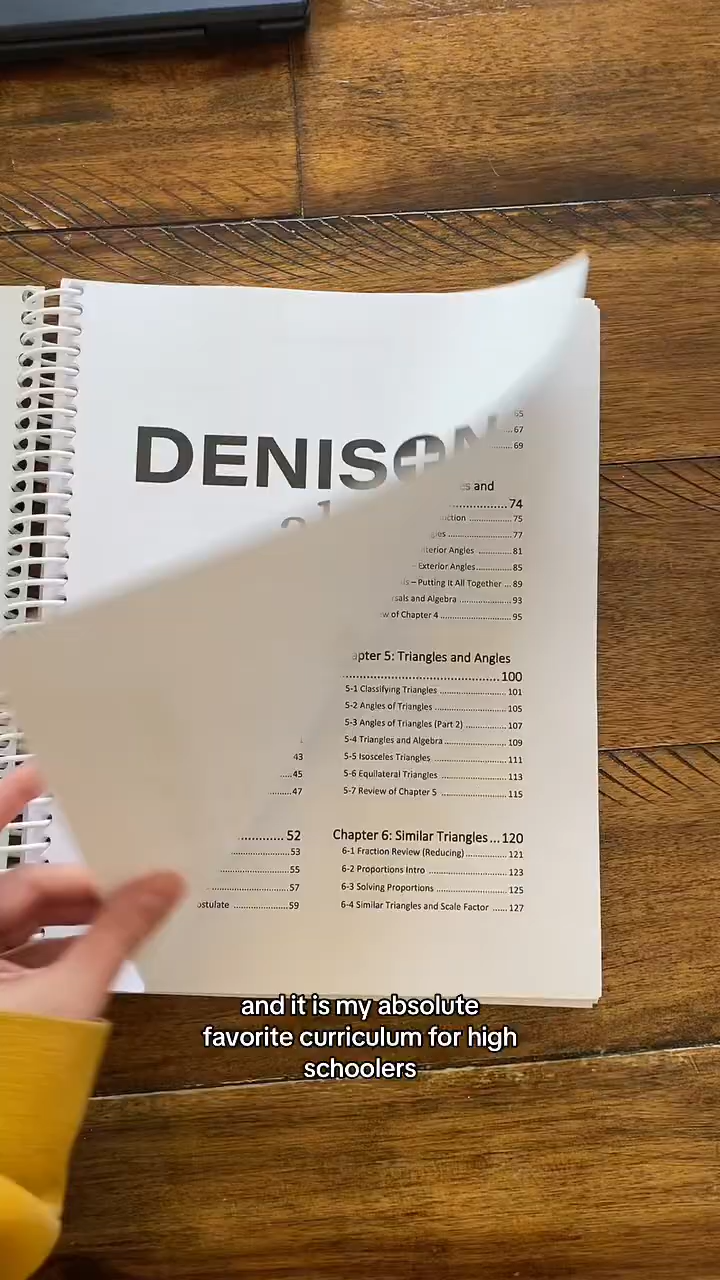 DENISON
al
65
67
69
es and
74
75
77
terior Angles 81
– Exterior Angles 85
– Putting It All Together ... 89
and Algebra 93
of Chapter 4 95
apter 5: Triangles and Angles
100
5-1 Classifying Triangles 101
5-2 Angles of Triangles 105
5-3 Angles of Triangles (Part 2) 107
5-4 Triangles and Algebra 109
43
5-5 Isosceles Triangles 111
45
5-6 Equilateral Triangles 113
47
5-7 Review of Chapter 5 115
52
Chapter 6: Similar Triangles ... 120
53
6-1 Fraction Review (Reducing) 121
55
6-2 Proportions Intro 123
57
6-3 Solving Proportions 125
ostulate 59
6-4 Similar Triangles and Scale Factor 127
and it is my absolute
favorite curriculum for high
schoolers